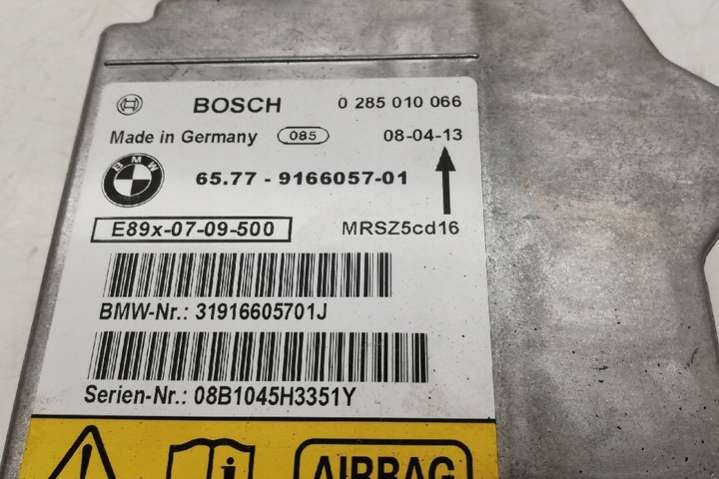 BOSCH 0 285 010 066
Made in Germany 085 08-04-13
BMW 65.77 - 9166057-01
E89x-07-09-500 MRSZ5cd16
BMW-Nr.: 31916605701J
Serien-Nr.: 08B1045H3351Y
AIRBAG